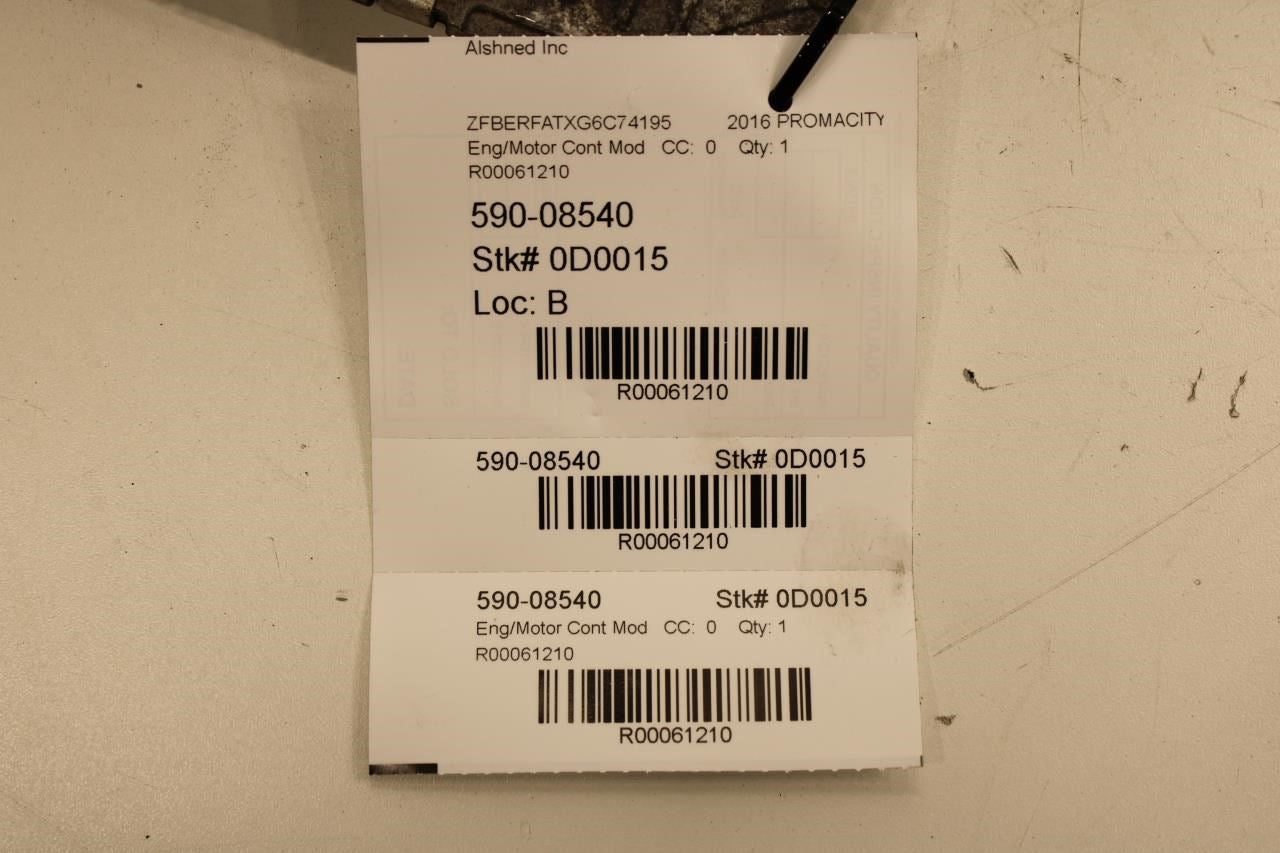 Alshned Inc
ZFBERFATXG6C74195 2016 PROMACITY
Eng/Motor Cont Mod CC: 0 Qty: 1
R00061210
590-08540
Stk# 0D0015
Loc: B
R00061210
590-08540 Stk# 0D0015
R00061210
590-08540 Stk# 0D0015
Eng/Motor Cont Mod CC: 0 Qty: 1
R00061210
R00061210